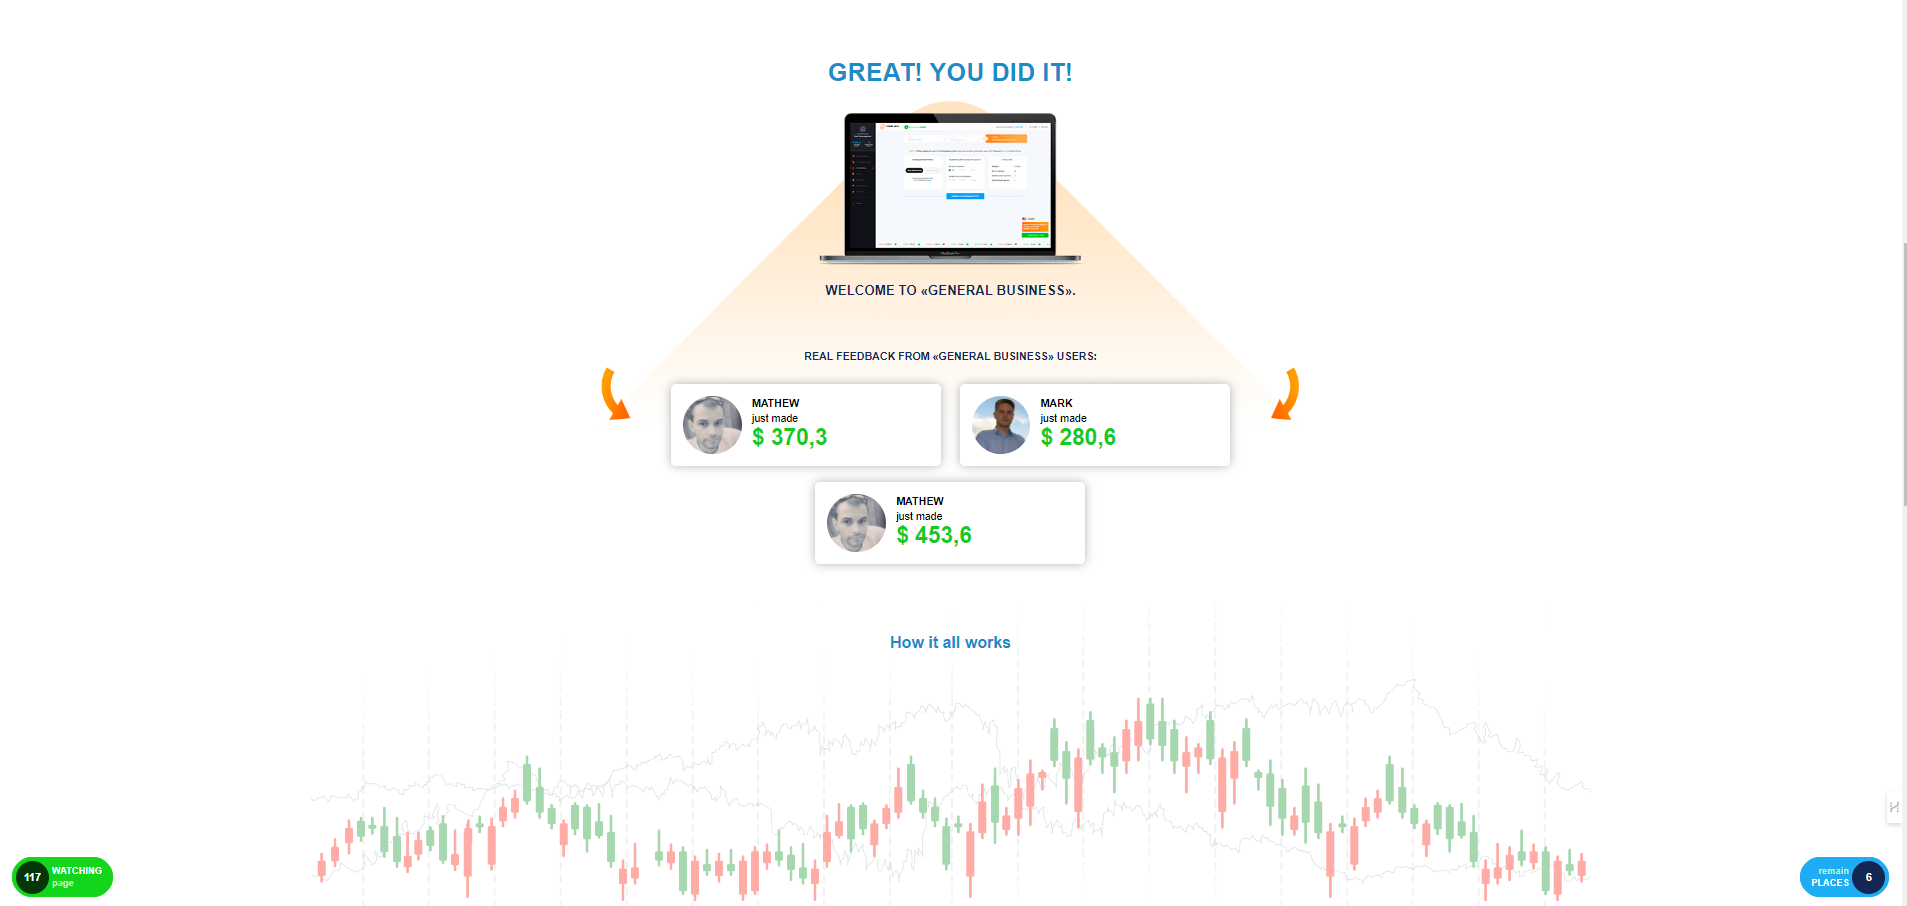 GREAT! YOU DID IT!
WELCOME TO «GENERAL BUSINESS».
REAL FEEDBACK FROM «GENERAL BUSINESS» USERS:
MATHEW
just made
$ 370,3
MARK
just made
$ 280,6
MATHEW
just made
$ 453,6
How it all works
117
WATCHING
page
remain
PLACES
6